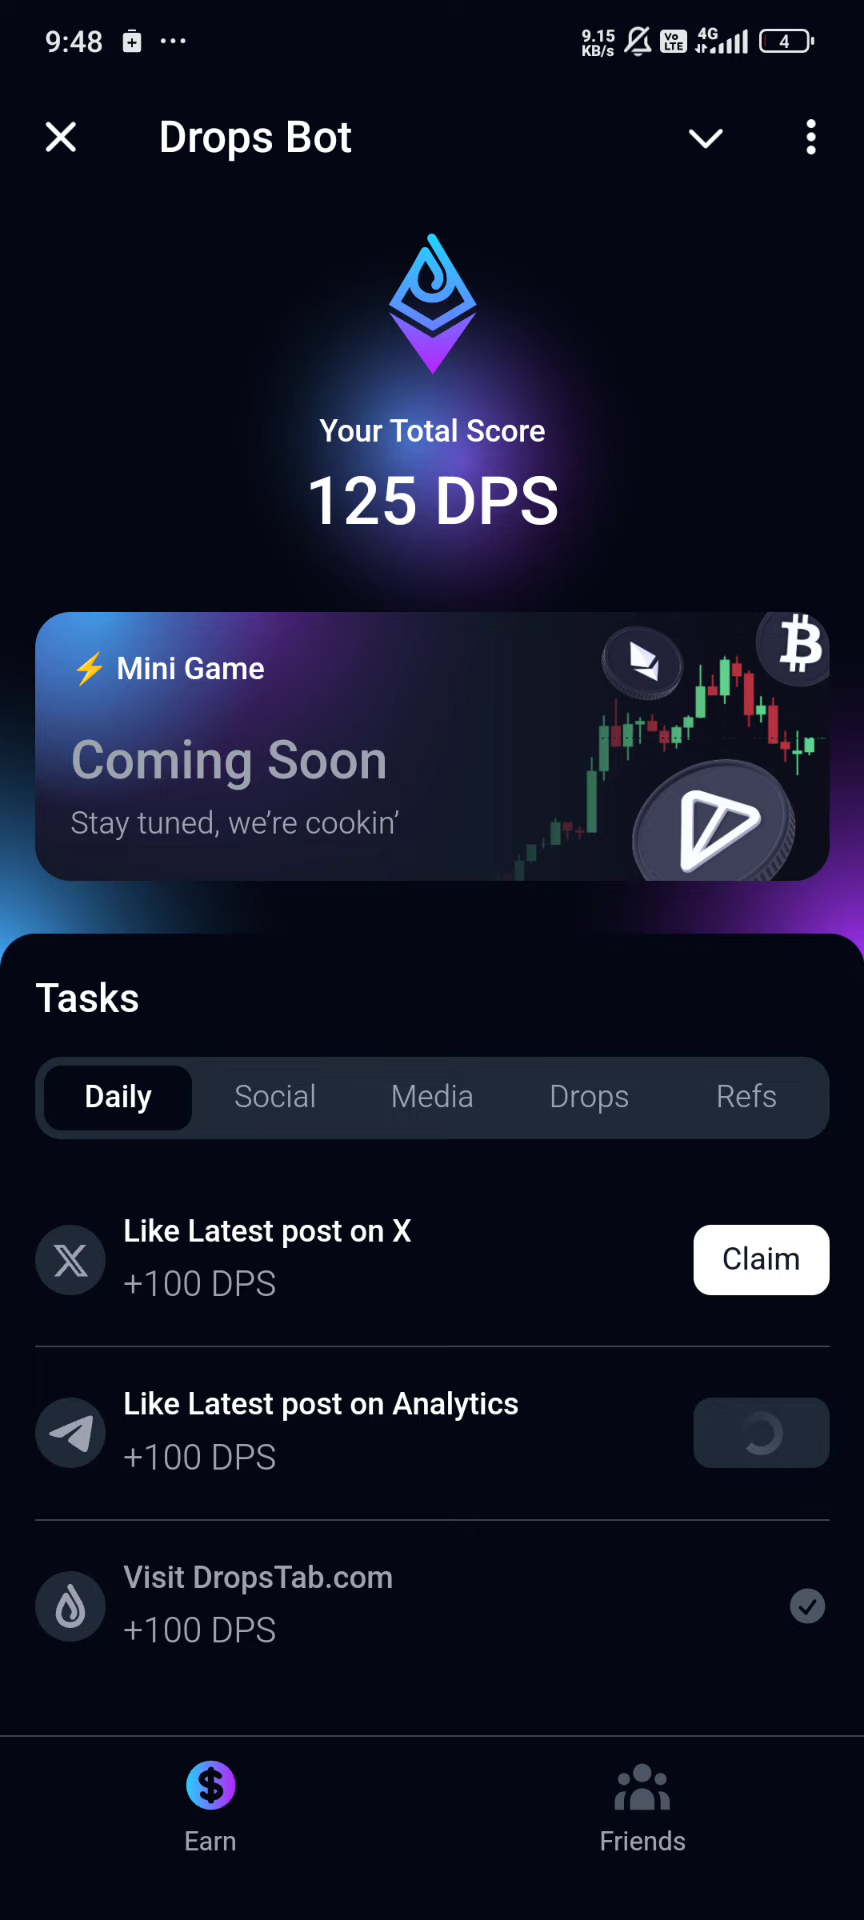 9:48
9.15
KB/s
Vo
LTE
4G
4
Drops Bot
Your Total Score
125 DPS
⚡ Mini Game
Coming Soon
Stay tuned, we’re cookin’
Tasks
Daily Social Media Drops Refs
Like Latest post on X
+100 DPS
Claim
Like Latest post on Analytics
+100 DPS
Visit DropsTab.com
+100 DPS
Earn Friends